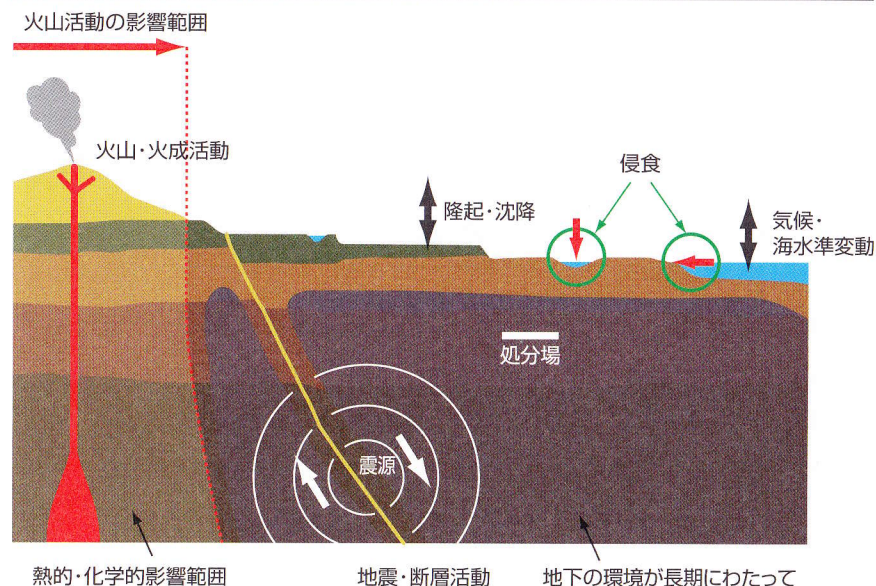 火山活動の影響範囲
火山・火成活動
侵食
隆起・沈降
気候・
海水準変動
処分場
震源
熱的・化学的影響範囲
地震・断層活動
地下の環境が長期にわたって